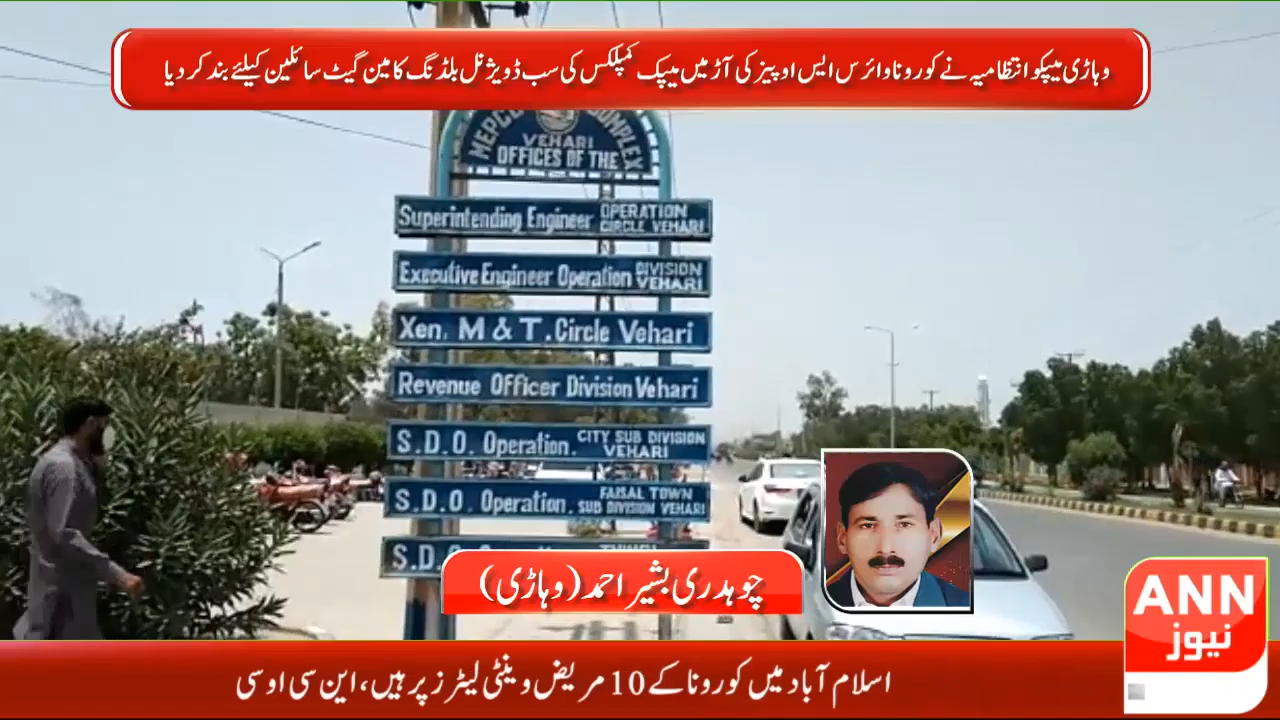 وہاڑی میپکو انتظامیہ نے کورونا وائرس ایس او پیز کی آڑ میں میپک کمپلکس کی سب ڈویژنل بلڈنگ کا مین گیٹ سائلین کیلئے بند کر دیا
MEPCO COMPLEX
VEHARI
OFFICES OF THE
Superintending Engineer OPERATION CIRCLE VEHARI
Executive Engineer Operation DIVISION VEHARI
Xen. M & T. Circle Vehari
Revenue Officer Division Vehari
S.D.O. Operation. CITY SUB DIVISION VEHARI
S.D.O. Operation. FAISAL TOWN SUB DIVISION VEHARI
S.D.O. Operation
چوہدری بشیر احمد (وہاڑی)
ANN
نیوز
اسلام آباد میں کورونا کے 10 مریض وینٹی لیٹرز پر ہیں، این سی او سی